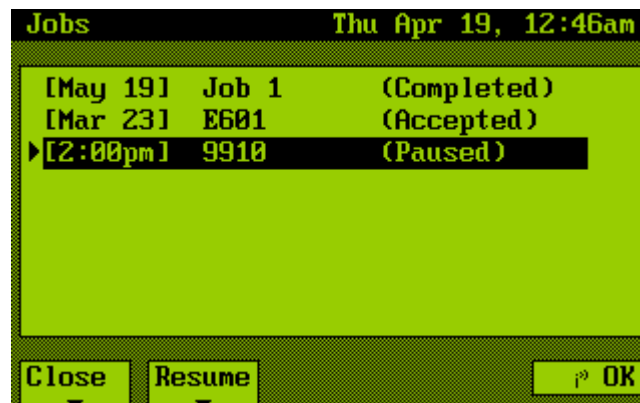 Jobs Thu Apr 19, 12:46am
[May 19] Job 1 (Completed)
[Mar 23] E601 (Accepted)
[2:00pm] 9910 (Paused)
Close Resume OK